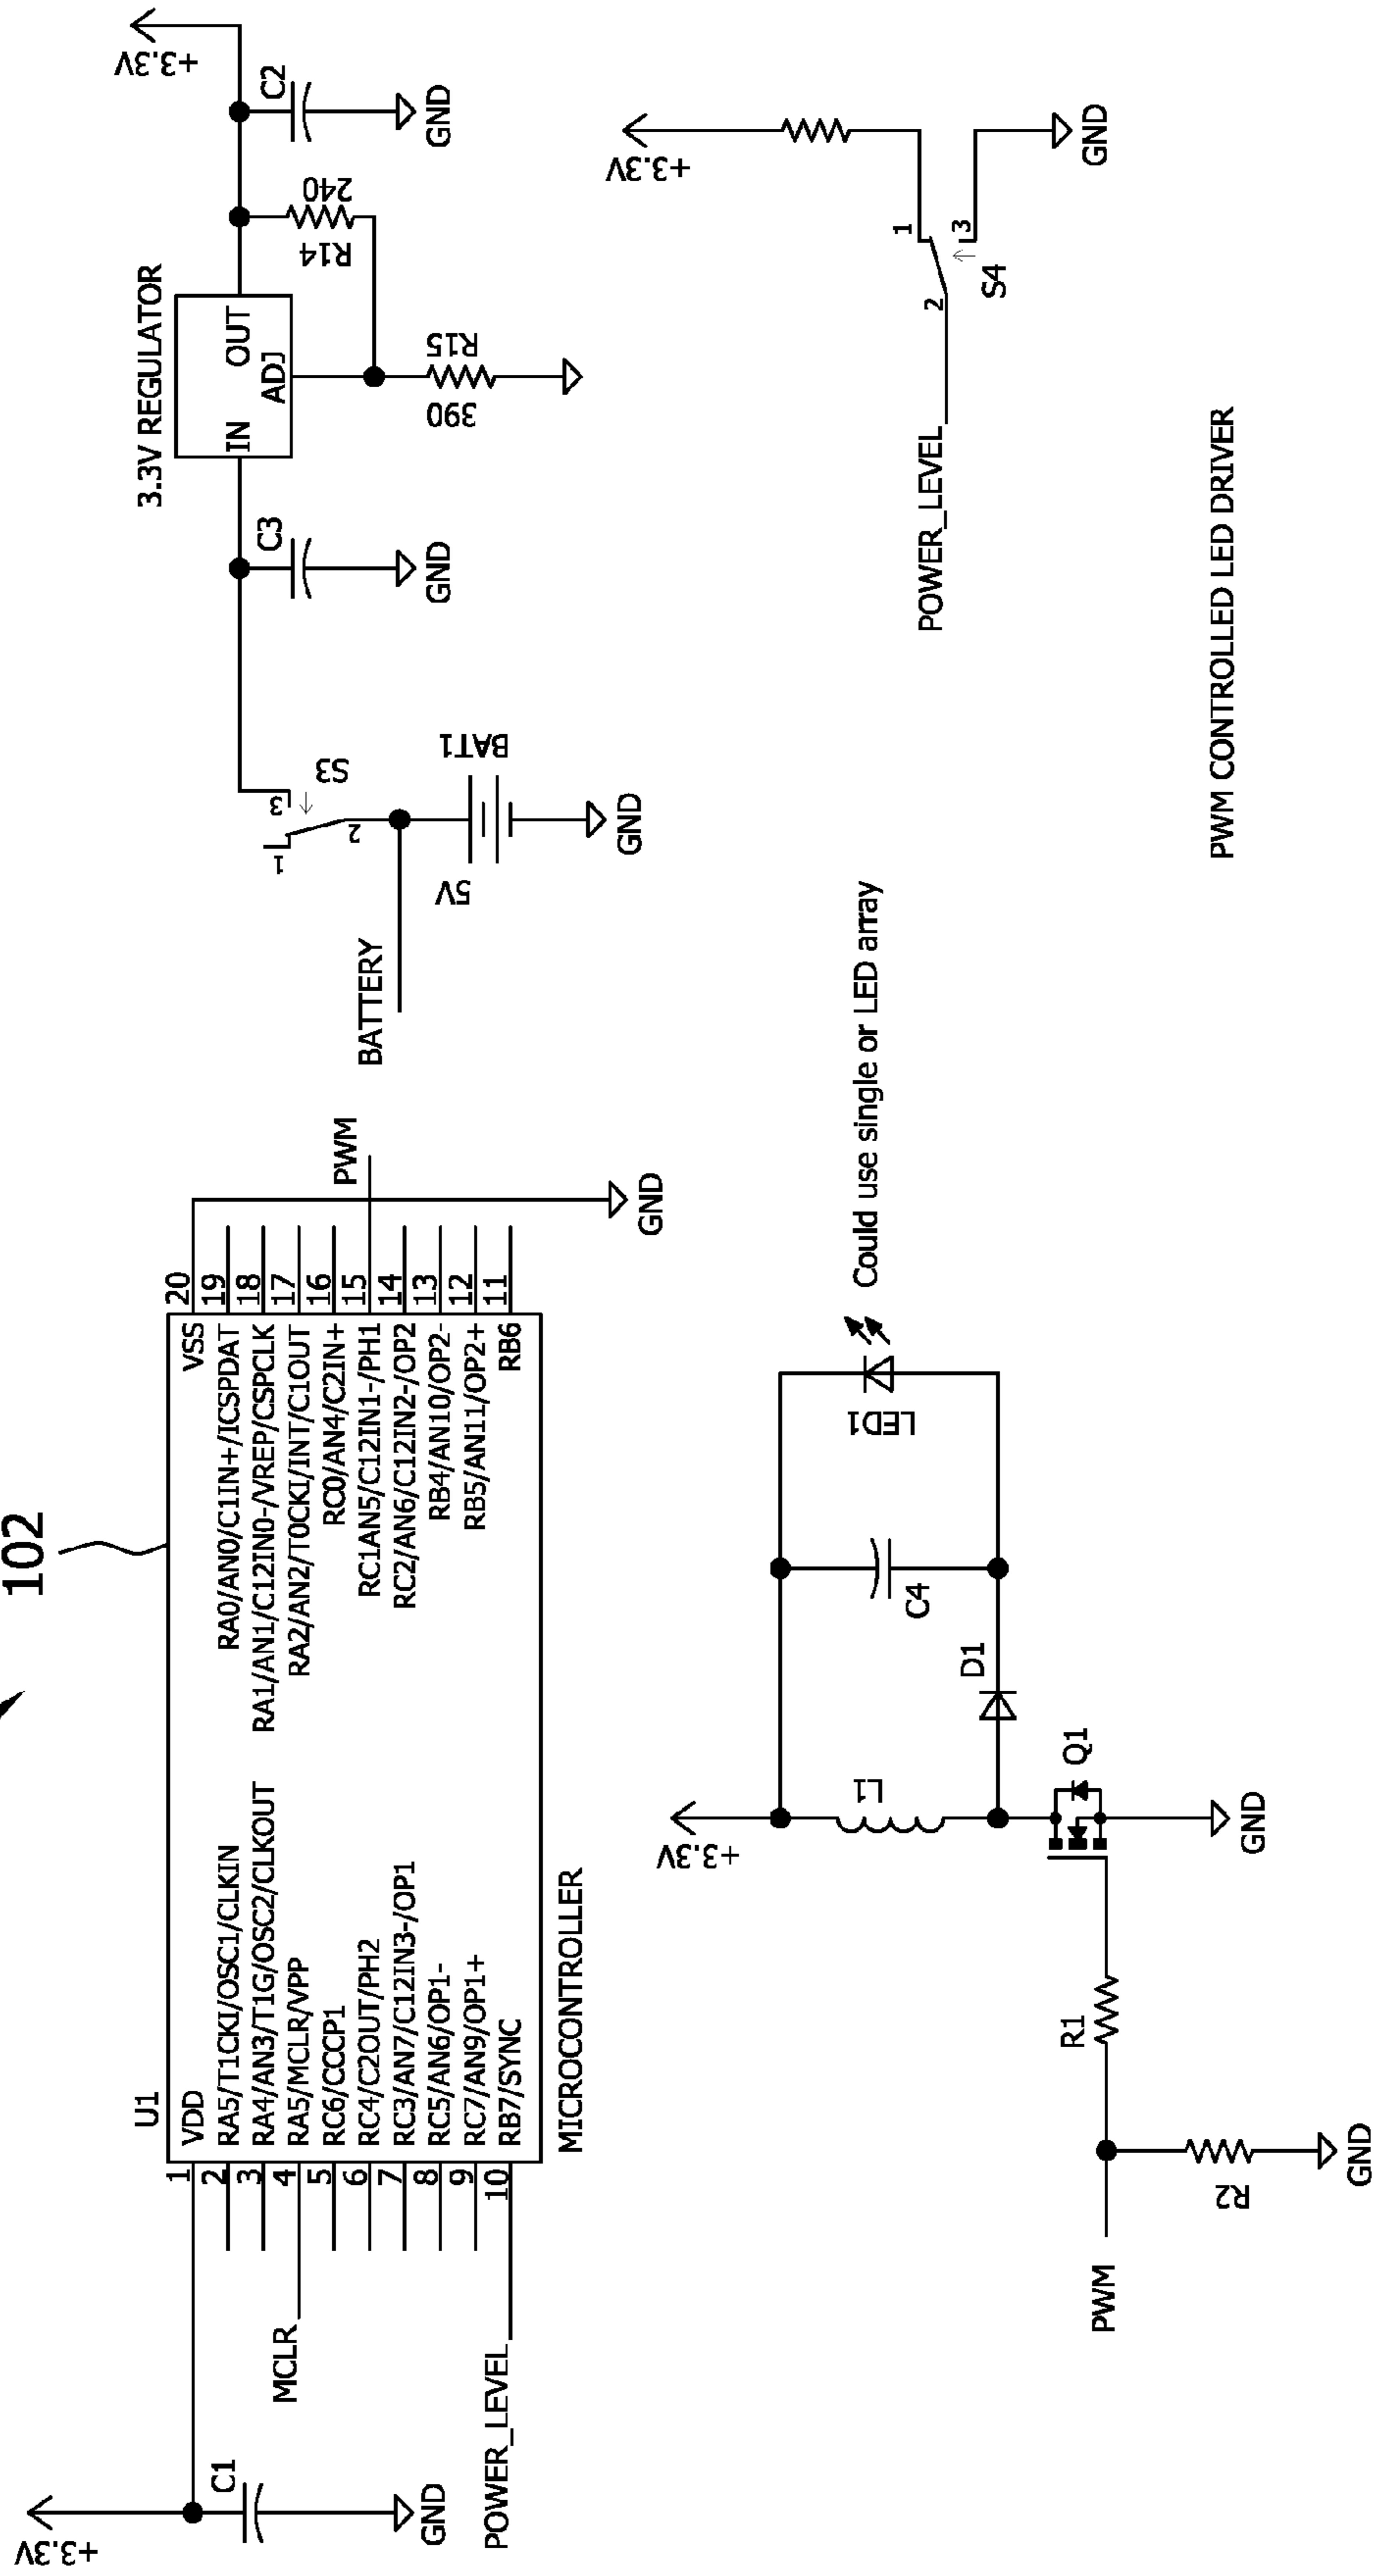 102
+3.3V
C1
GND
MCLR
POWER_LEVEL
U1
1
2
3
4
5
6
7
8
9
10
VDD
RA5/T1CKI/OSC1/CLKIN
RA4/AN3/T1G/OSC2/CLKOUT
RA5/MCLR/VPP
RC6/CCCP1
RC4/C2OUT/PH2
RC3/AN7/C12IN3-/OP1
RC5/AN6/OP1-
RC7/AN9/OP1+
RB7/SYNC
MICROCONTROLLER
VSS
RA0/AN0/C1IN+/ICSPDAT
RA1/AN1/C12IN0-/VREP/CSPCLK
RA2/AN2/T0CKI/INT/C1OUT
RC0/AN4/C2IN+
RC1AN5/C12IN1-/PH1
RC2/AN6/C12IN2-/OP2
RB4/AN10/OP2-
RB5/AN11/OP2+
RB6
20
19
18
17
16
15
14
13
12
11
PWM
GND
BATTERY
5V
BAT1
GND
1
2
3
S3
C3
GND
3.3V REGULATOR
IN
OUT
ADJ
R14
240
390
R15
C2
GND
+3.3V
PWM
R2
GND
R1
Q1
GND
+3.3V
L1
D1
C4
LED1
Could use single or LED array
POWER_LEVEL
2
1
3
S4
+3.3V
GND
PWM CONTROLLED LED DRIVER